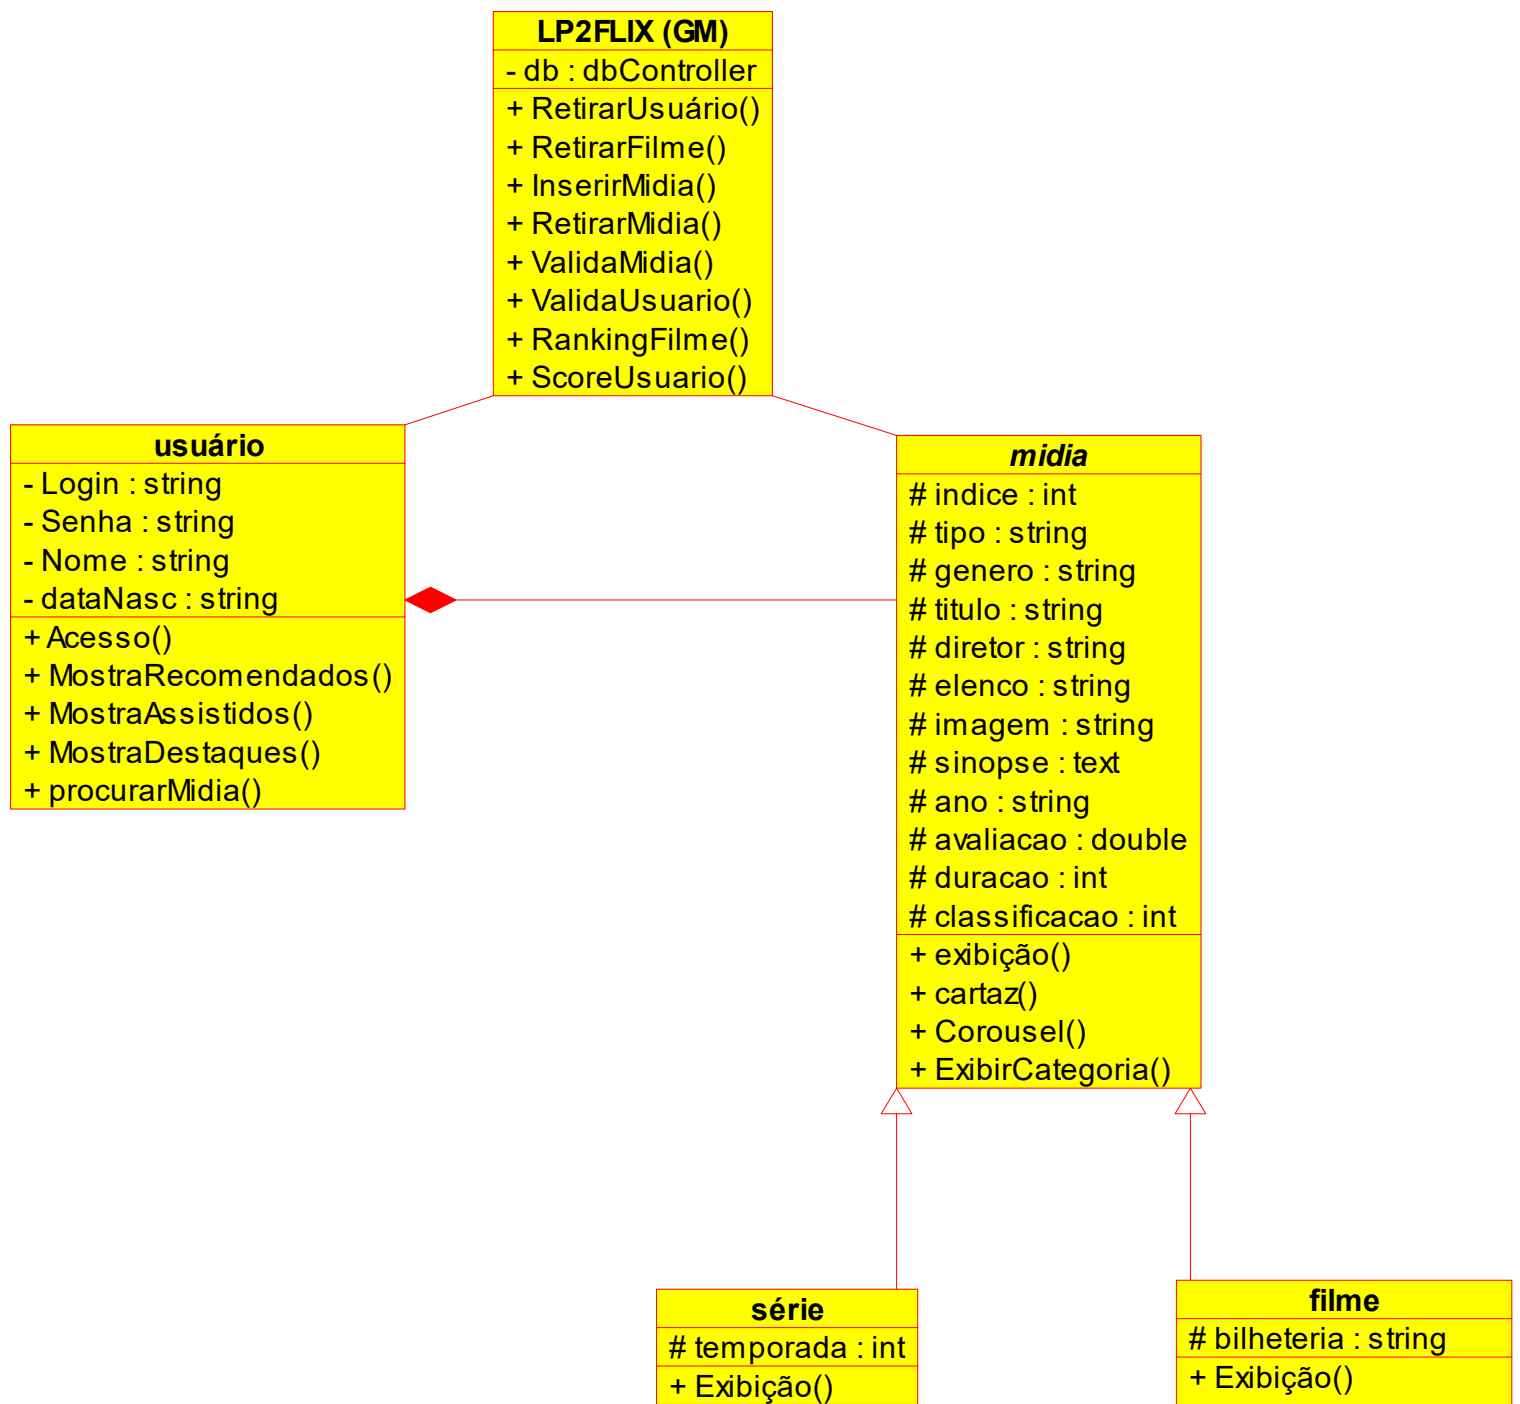 LP2FLIX (GM)
- db : dbController
+ RetirarUsuário()
+ RetirarFilme()
+ InserirMidia()
+ RetirarMidia()
+ ValidaMidia()
+ ValidaUsuario()
+ RankingFilme()
+ ScoreUsuario()
usuário
- Login : string
- Senha : string
- Nome : string
- dataNasc : string
+ Acesso()
+ MostraRecomendados()
+ MostraAssistidos()
+ MostraDestaques()
+ procurarMidia()
midia
# indice : int
# tipo : string
# genero : string
# titulo : string
# diretor : string
# elenco : string
# imagem : string
# sinopse : text
# ano : string
# avaliacao : double
# duracao : int
# classificacao : int
+ exibição()
+ cartaz()
+ Corousel()
+ ExibirCategoria()
série
# temporada : int
+ Exibição()
filme
# bilheteria : string
+ Exibição()